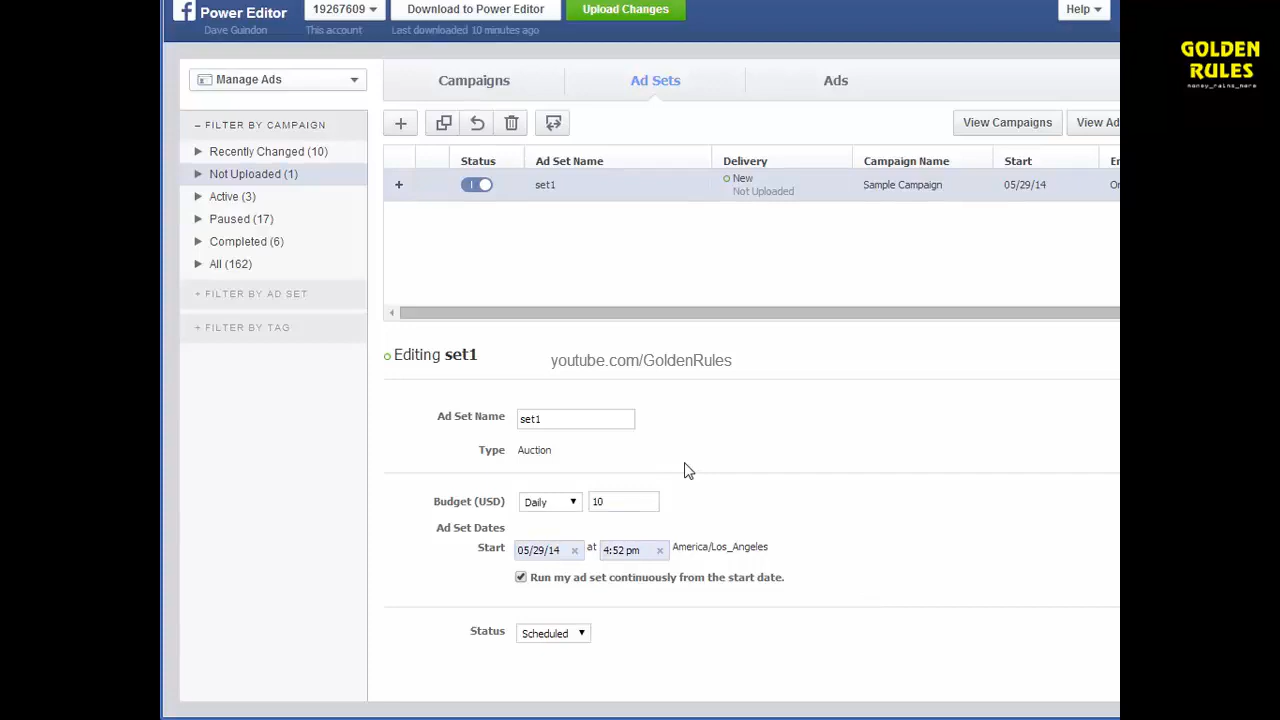 Power Editor
Dave Guindon
19267609
This account
Download to Power Editor
Last downloaded 10 minutes ago
Upload Changes
Help
GOLDEN
RULES
money_rains_here
Manage Ads
Campaigns
Ad Sets
Ads
FILTER BY CAMPAIGN
Recently Changed (10)
Not Uploaded (1)
Active (3)
Paused (17)
Completed (6)
All (162)
+ FILTER BY AD SET
+ FILTER BY TAG
View Campaigns
View Ad
Status
Ad Set Name
Delivery
Campaign Name
Start
En
set1
New
Not Uploaded
Sample Campaign
05/29/14
On
Editing set1
youtube.com/GoldenRules
Ad Set Name
set1
Type
Auction
Budget (USD)
Daily
10
Ad Set Dates
Start
05/29/14
at
4:52 pm
America/Los_Angeles
Run my ad set continuously from the start date.
Status
Scheduled